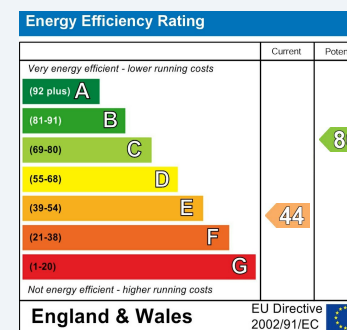 Energy Efficiency Rating
Current
Very energy efficient - lower running costs
(92 plus) A
(81-91) B
(69-80) C
(55-68) D
(39-54) E
44
(21-38) F
(1-20) G
Not energy efficient - higher running costs
England & Wales
EU Directive
2002/91/EC